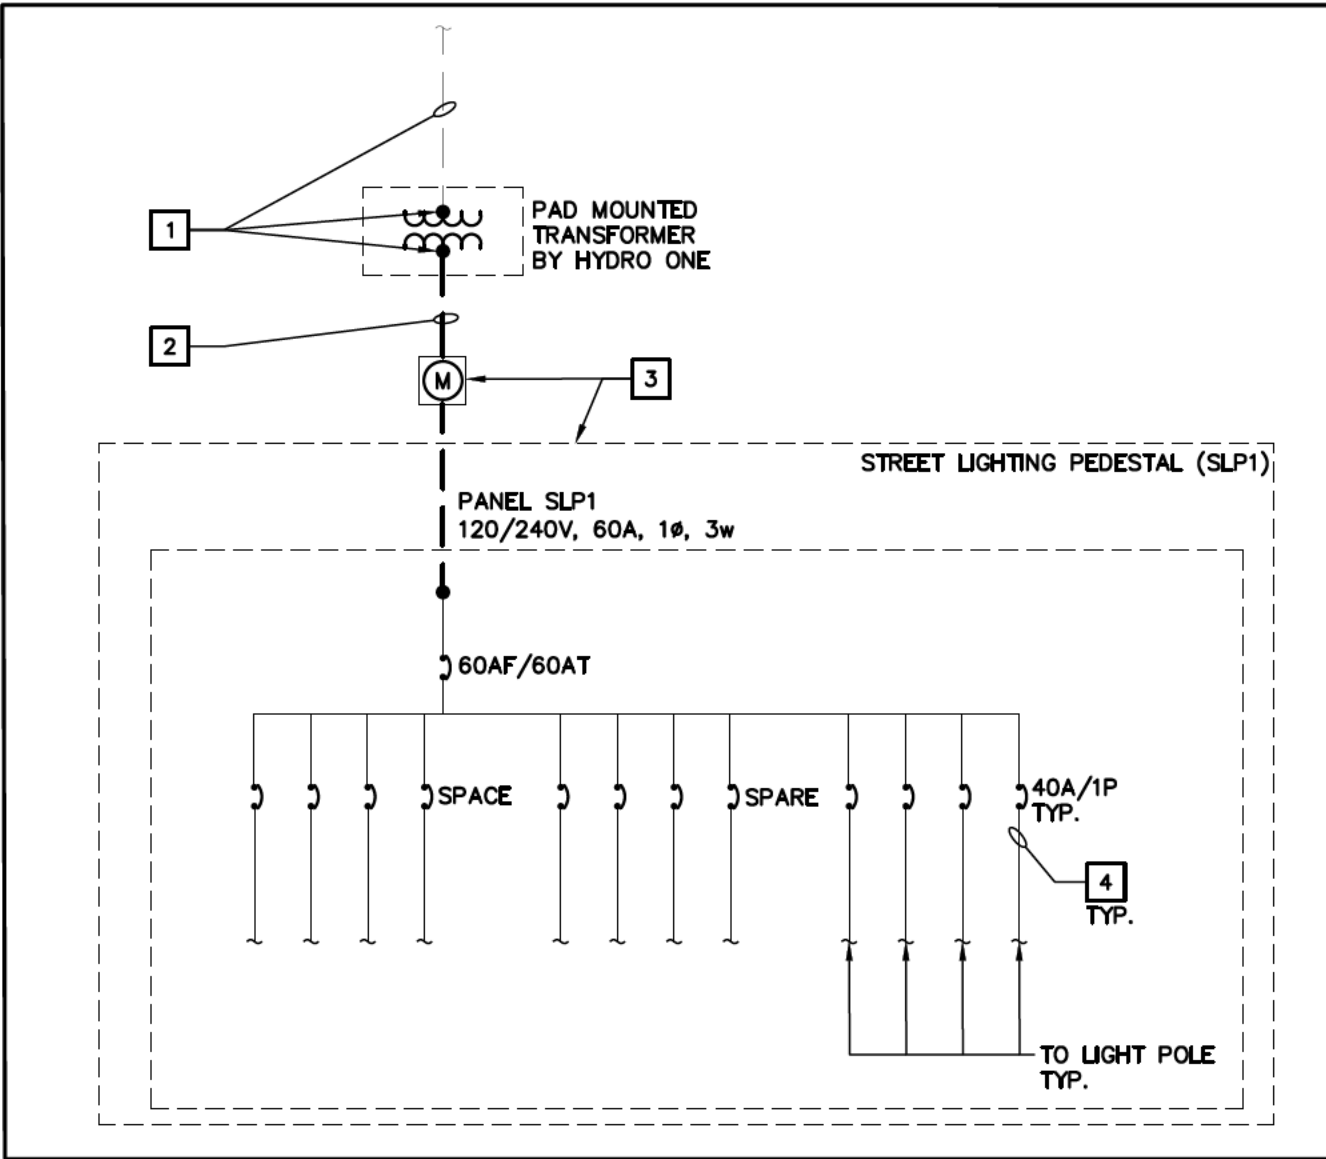 1
PAD MOUNTED
TRANSFORMER
BY HYDRO ONE
2
M
3
STREET LIGHTING PEDESTAL (SLP1)
PANEL SLP1
120/240V, 60A, 1ø, 3w
60AF/60AT
SPACE
SPARE
40A/1P
TYP.
4
TYP.
TO LIGHT POLE
TYP.